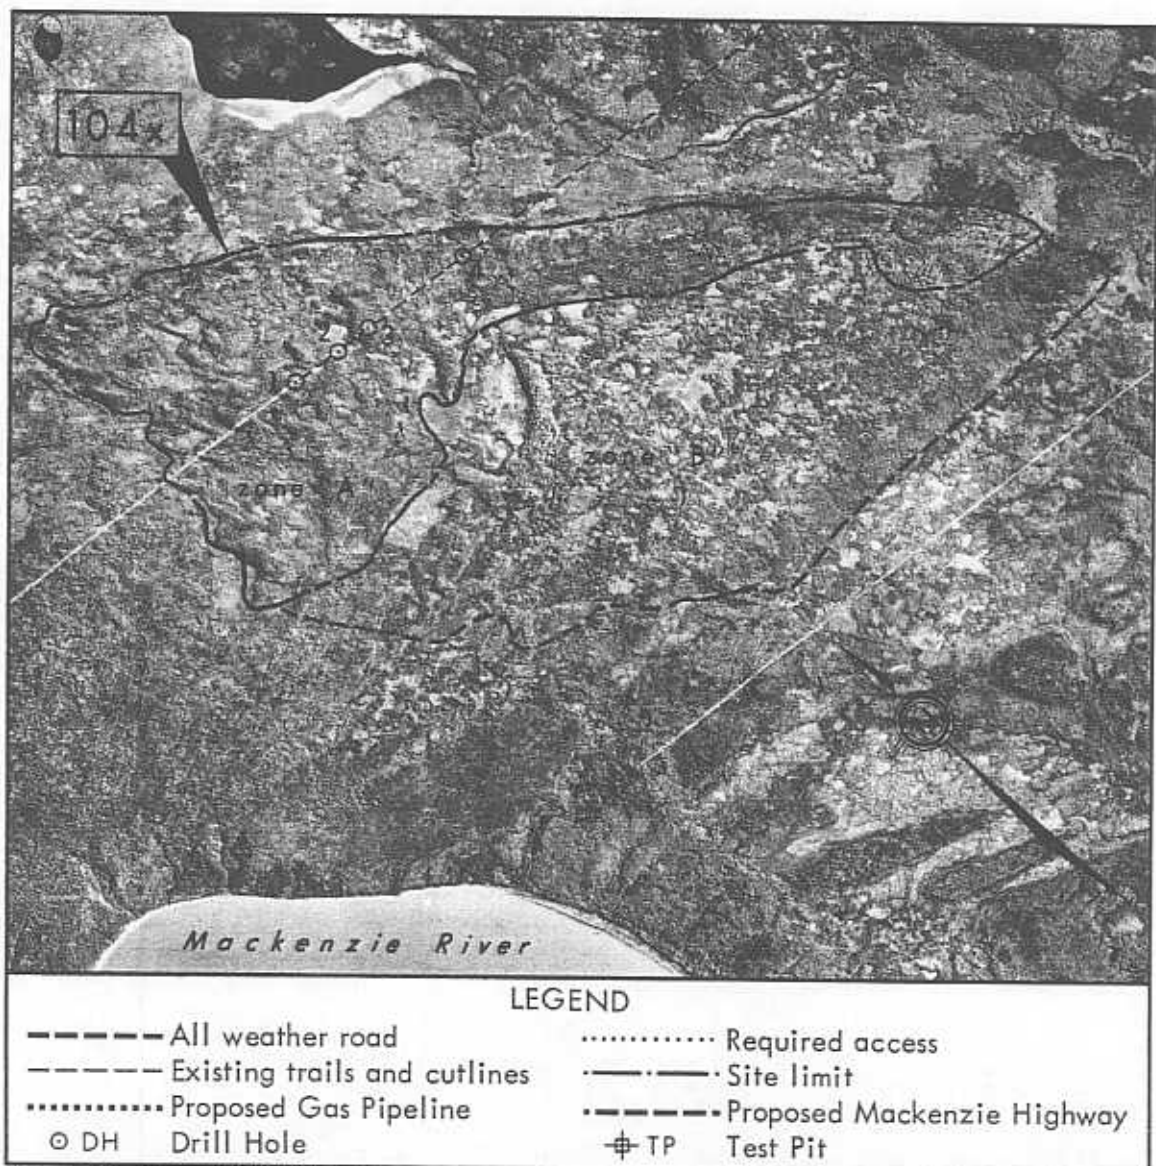 104x
zone A
zone B
Mackenzie River
LEGEND
All weather road
Required access
Existing trails and cutlines
Site limit
Proposed Gas Pipeline
Proposed Mackenzie Highway
DH Drill Hole
TP Test Pit